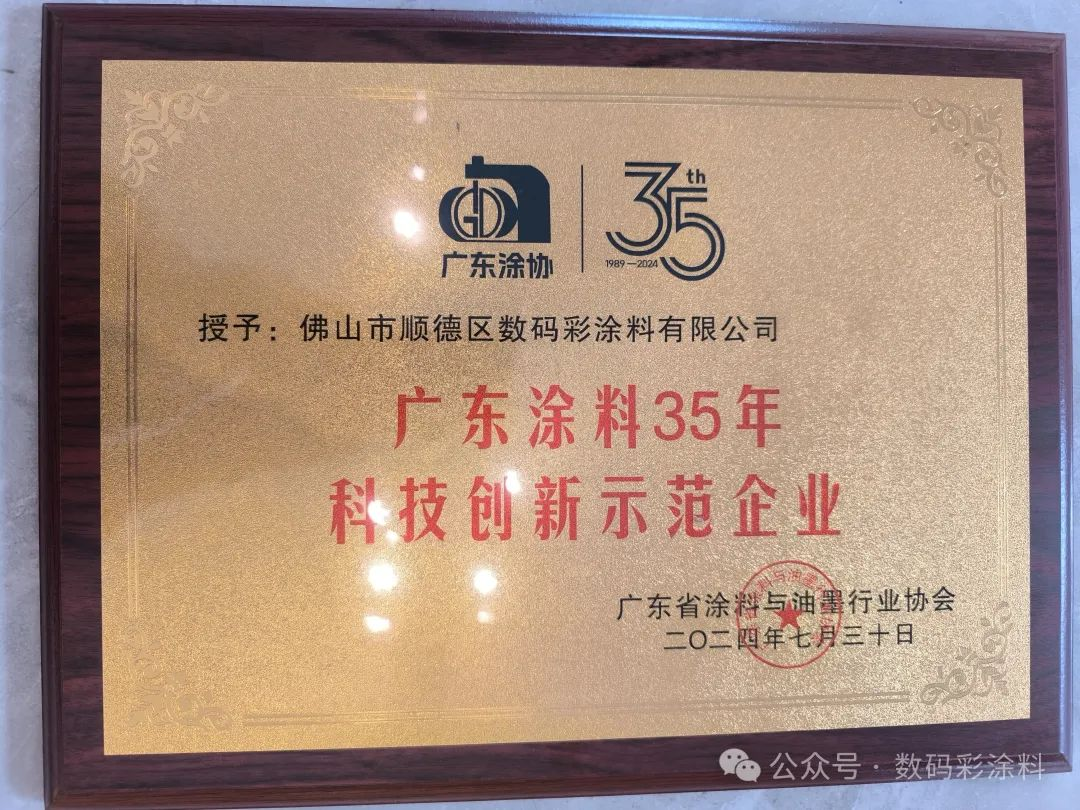 GD
广东涂协
35th
1989—2024
授予：佛山市顺德区数码彩涂料有限公司
广东涂料35年
科技创新示范企业
广东省涂料与油墨行业协会
二〇二四年七月三十日
公众号·数码彩涂料